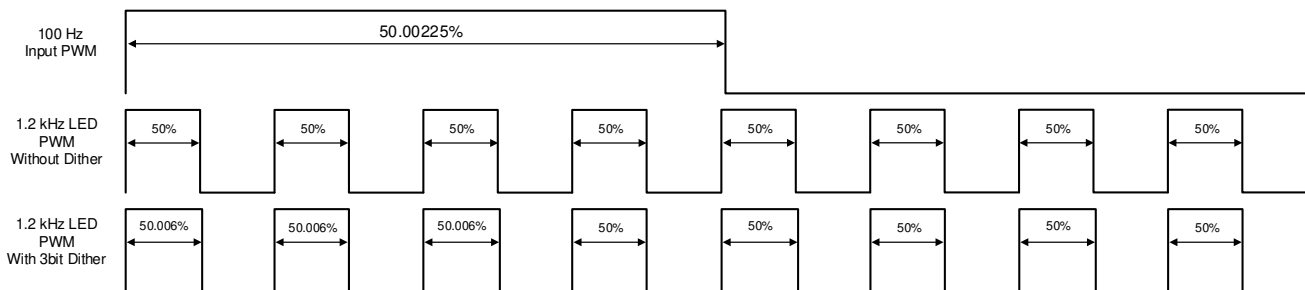 100 Hz
Input PWM
50.00225%
1.2 kHz LED
PWM
Without Dither
50% 50% 50% 50% 50% 50% 50% 50%
1.2 kHz LED
PWM
With 3bit Dither
50.006% 50.006% 50.006% 50% 50% 50% 50% 50%